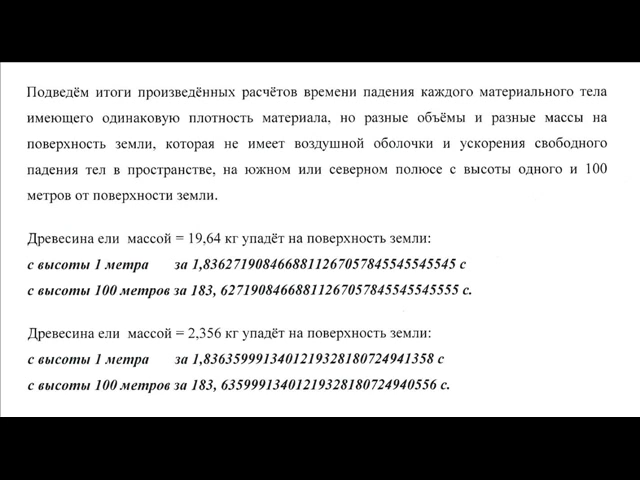 Подведём итоги произведённых расчётов времени падения каждого материального тела
имеющего одинаковую плотность материала, но разные объёмы и разные массы на
поверхность земли, которая не имеет воздушной оболочки и ускорения свободного
падения тел в пространстве, на южном или северном полюсе с высоты одного и 100
метров от поверхности земли.
Древесина ели массой = 19,64 кг упадёт на поверхность земли:
с высоты 1 метра за 1,8362719084668811267057845545545545 с
с высоты 100 метров за 183, 62719084668811267057845545545555 с.
Древесина ели массой = 2,356 кг упадёт на поверхность земли:
с высоты 1 метра за 1,8363599913401219328180724941358 с
с высоты 100 метров за 183, 63599913401219328180724940556 с.